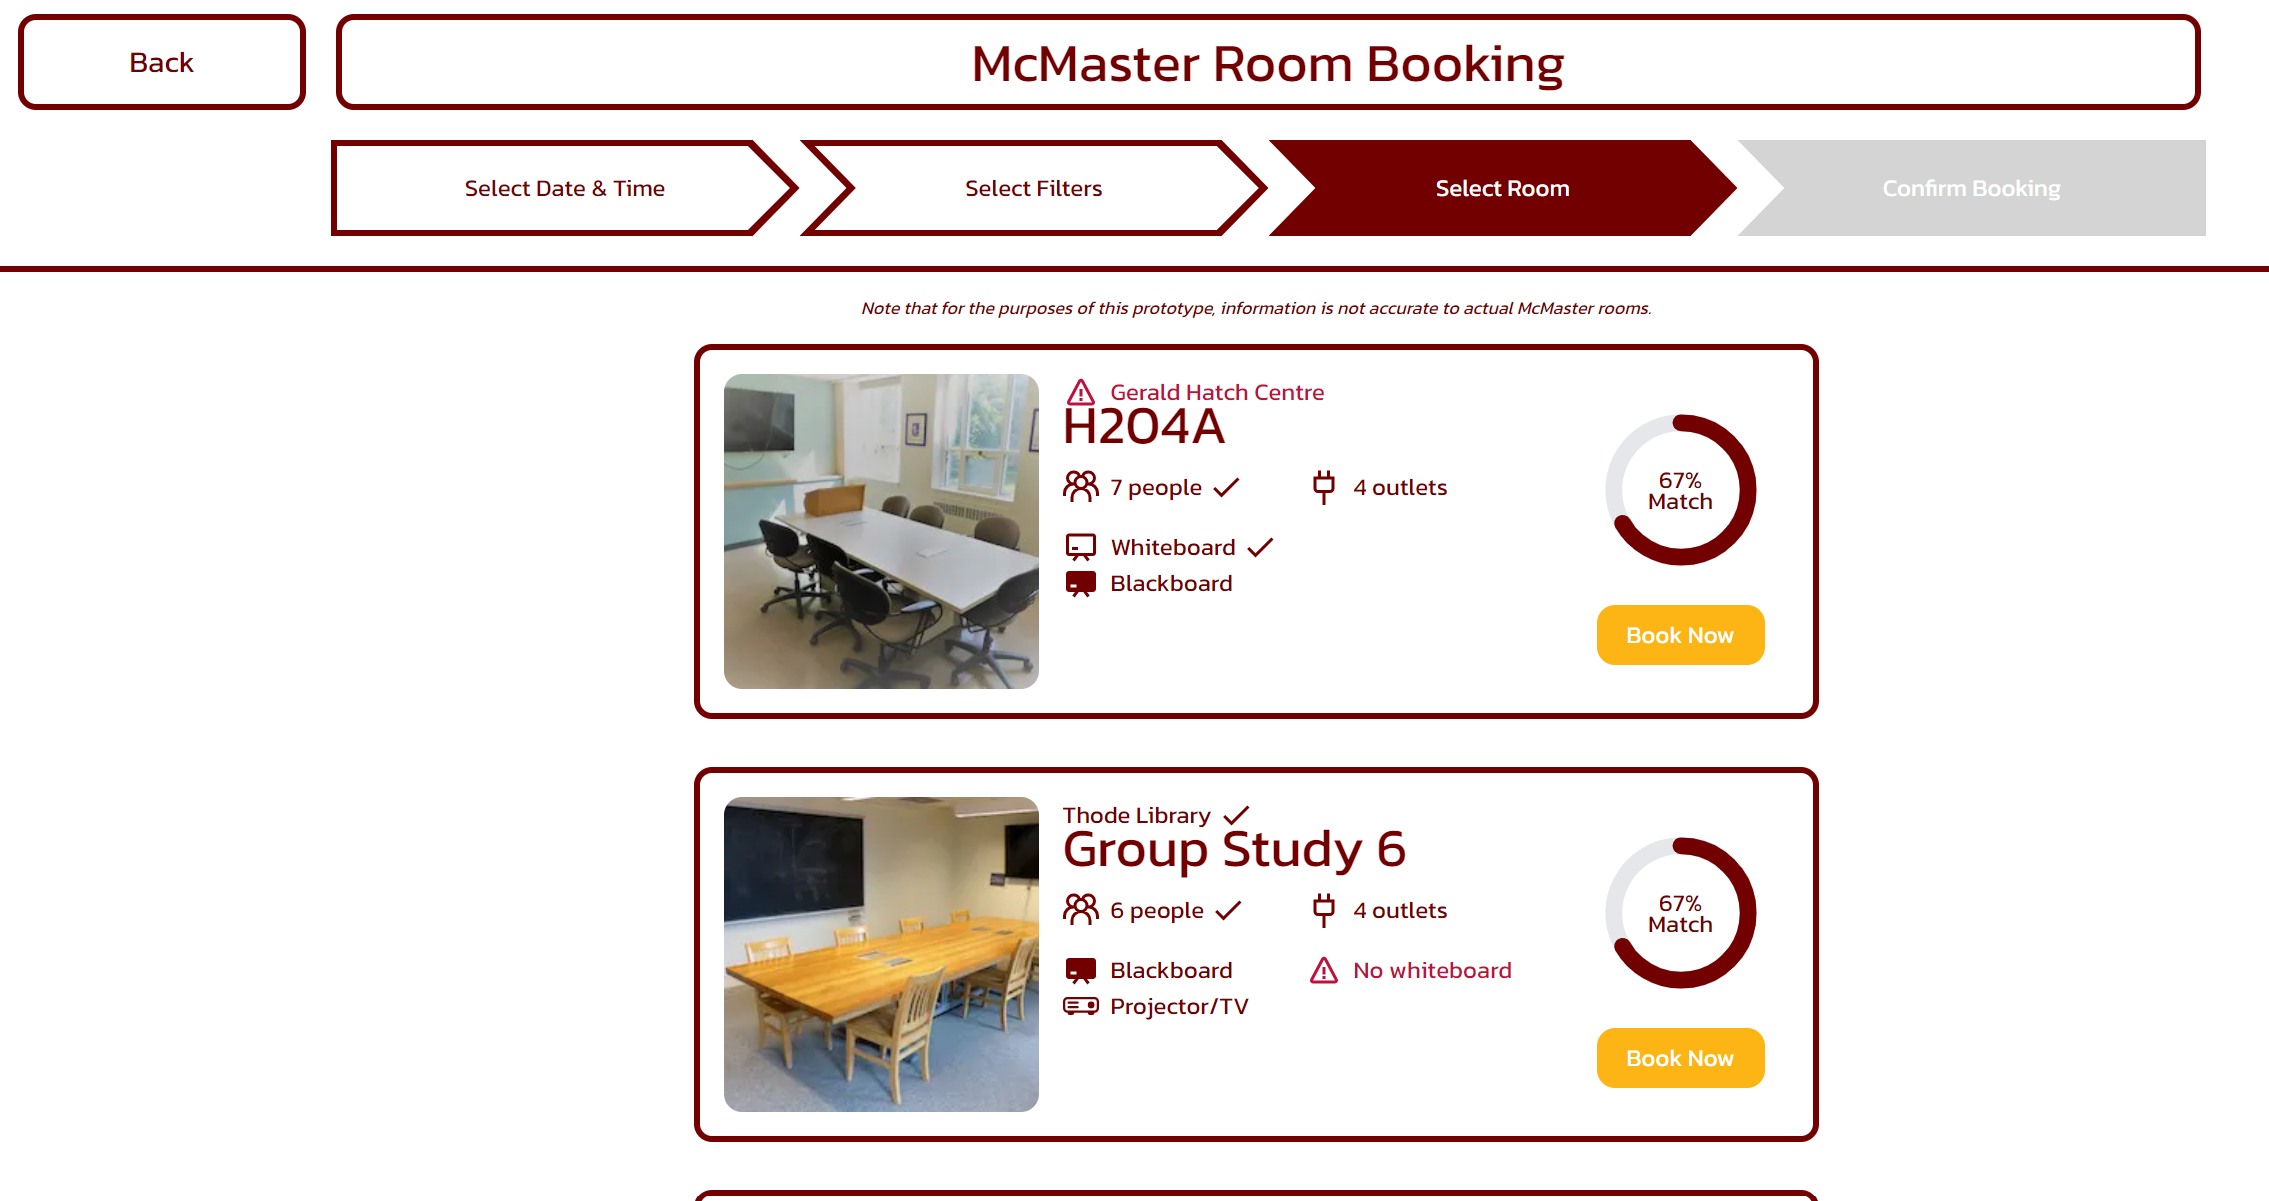 Back
McMaster Room Booking
Select Date & Time
Select Filters
Select Room
Confirm Booking
Note that for the purposes of this prototype, information is not accurate to actual McMaster rooms.
Gerald Hatch Centre
H204A
7 people
4 outlets
Whiteboard
Blackboard
67%
Match
Book Now
Thode Library
Group Study 6
6 people
4 outlets
Blackboard
No whiteboard
Projector/TV
67%
Match
Book Now